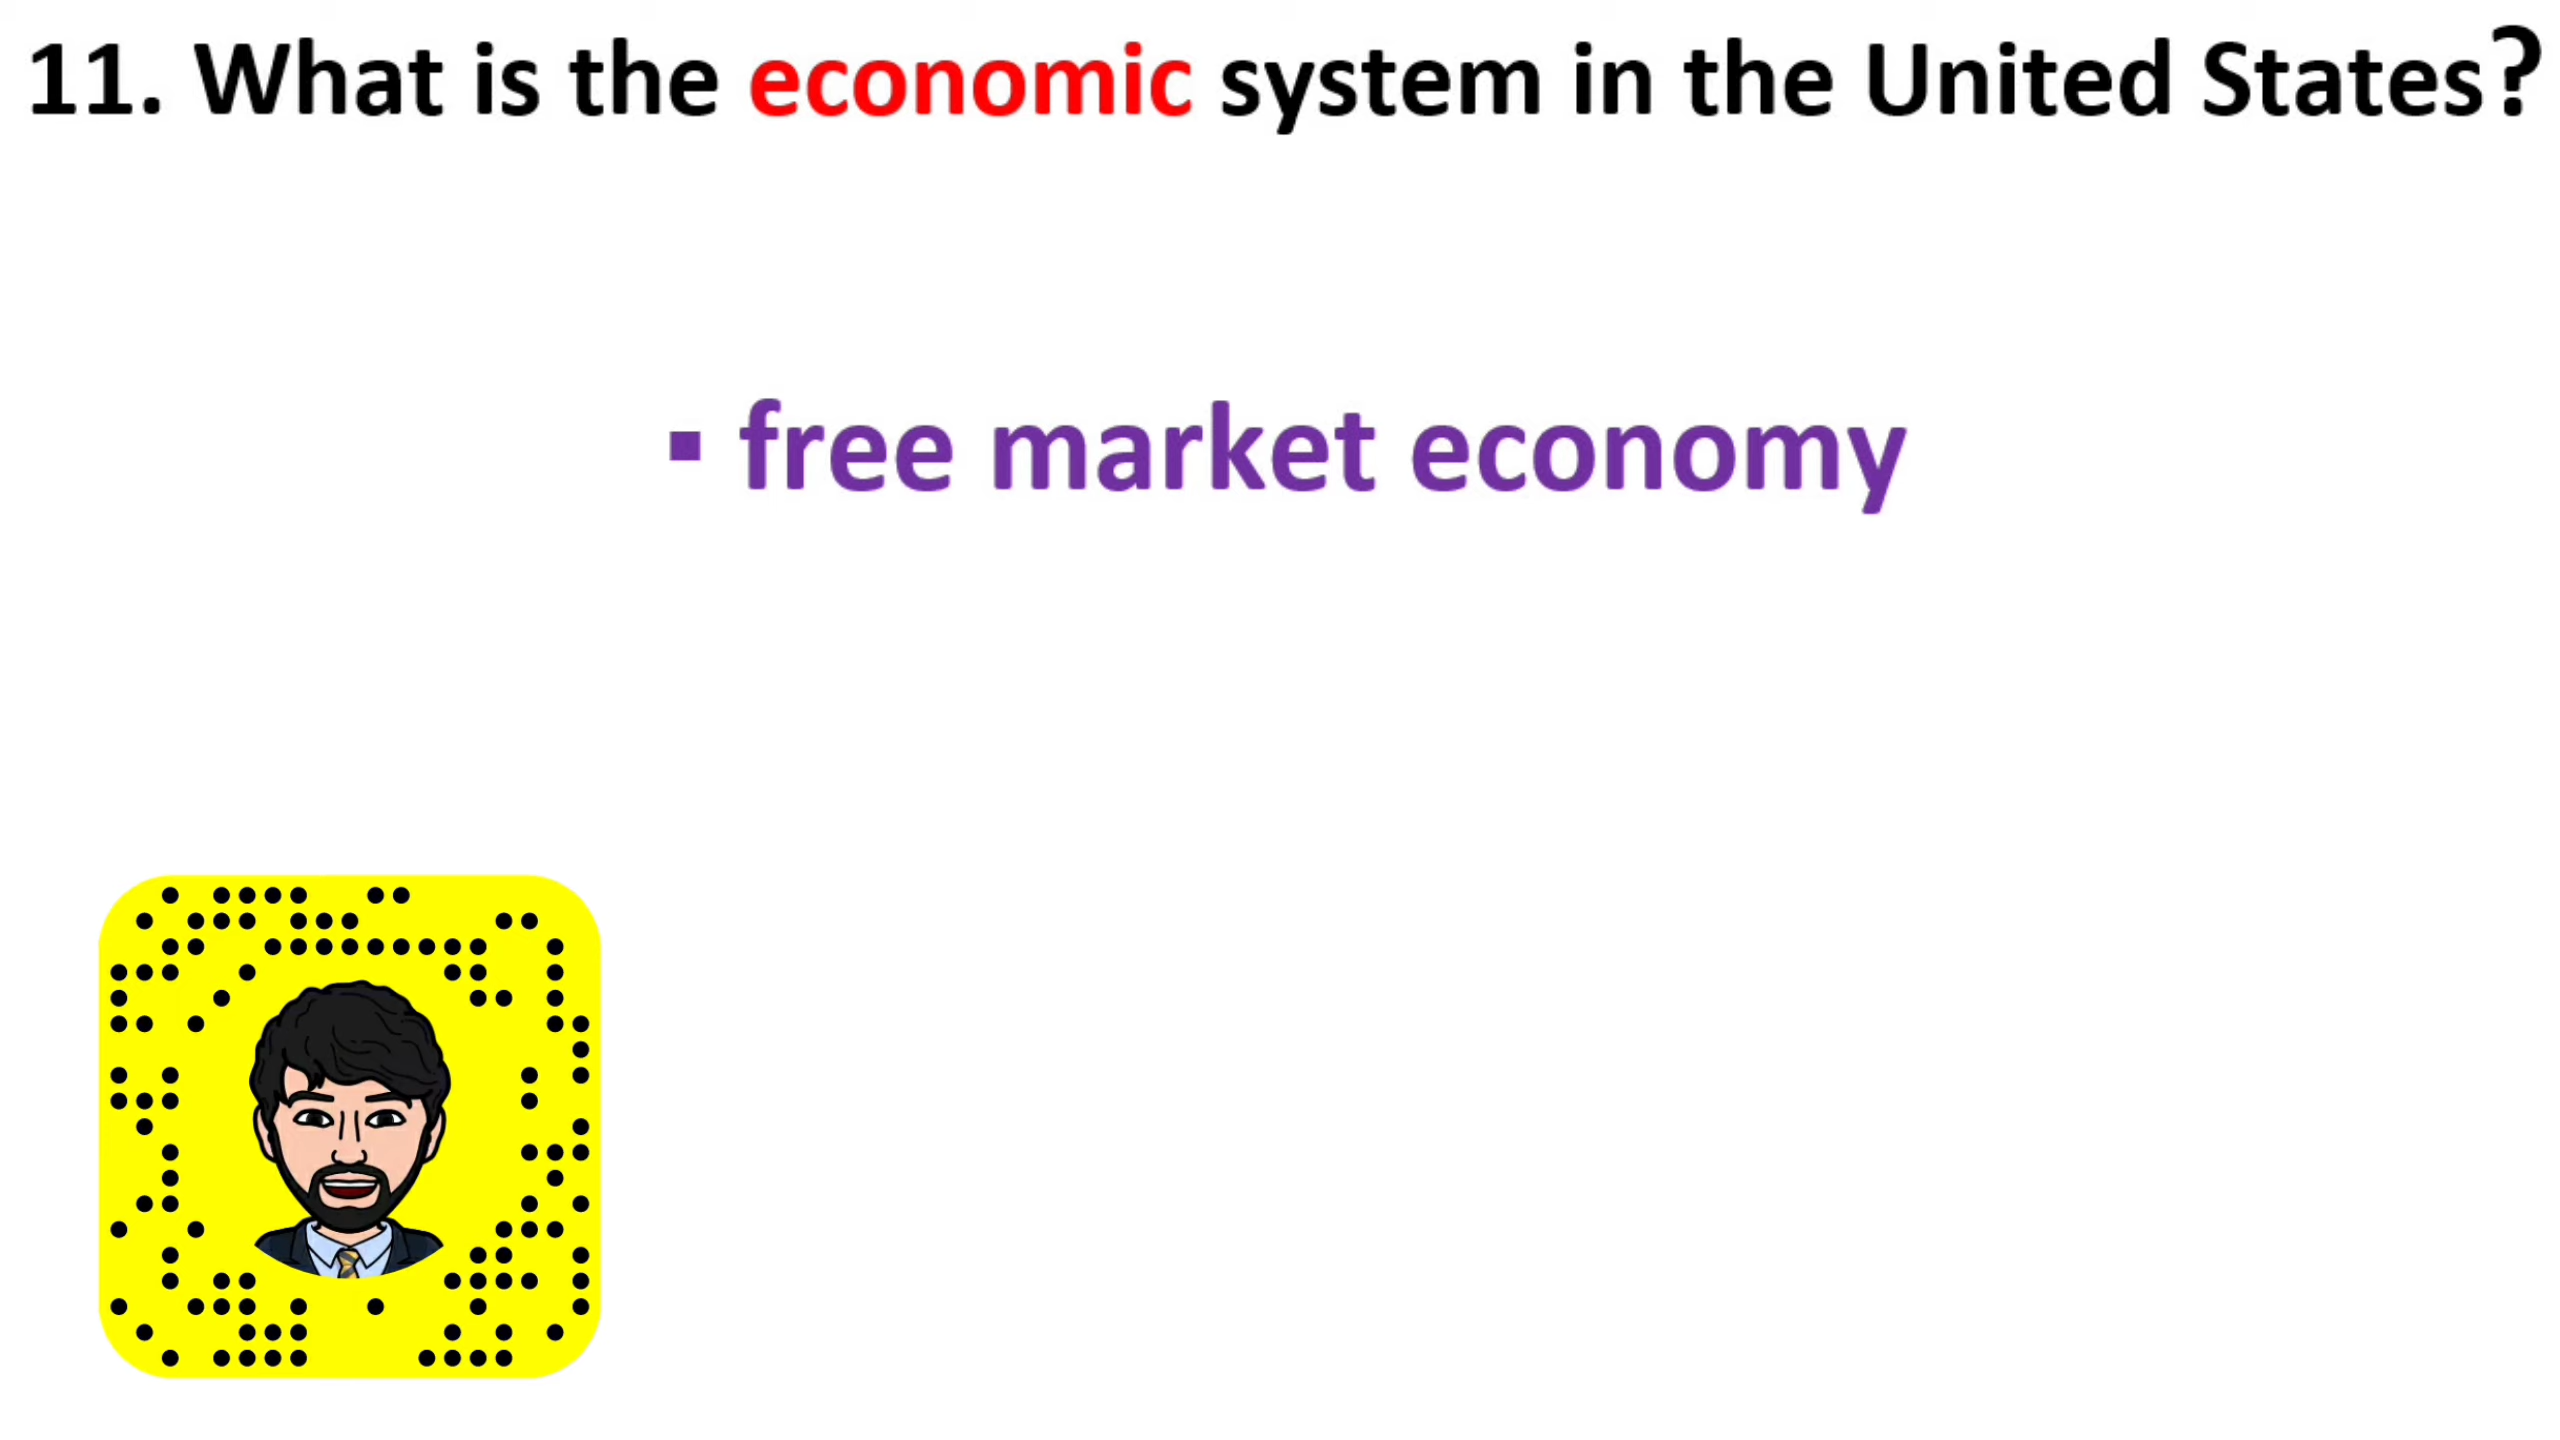 11. What is the economic system in the United States?
▪ free market economy